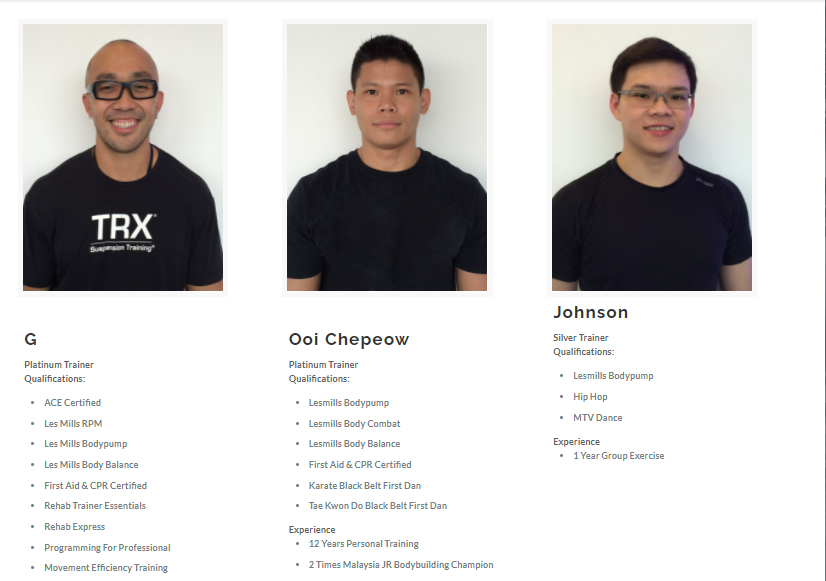 TRX
Suspension Training
G
Platinum Trainer
Qualifications:
ACE Certified
Les Mills RPM
Les Mills Bodypump
Les Mills Body Balance
First Aid & CPR Certified
Rehab Trainer Essentials
Rehab Express
Programming For Professional
Movement Efficiency Training
Ooi Chepeow
Platinum Trainer
Qualifications:
Lesmills Bodypump
Lesmills Body Combat
Lesmills Body Balance
First Aid & CPR Certified
Karate Black Belt First Dan
Tae Kwon Do Black Belt First Dan
Experience
12 Years Personal Training
2 Times Malaysia JR Bodybuilding Champion
Johnson
Silver Trainer
Qualifications:
Lesmills Bodypump
Hip Hop
MTV Dance
Experience
1 Year Group Exercise